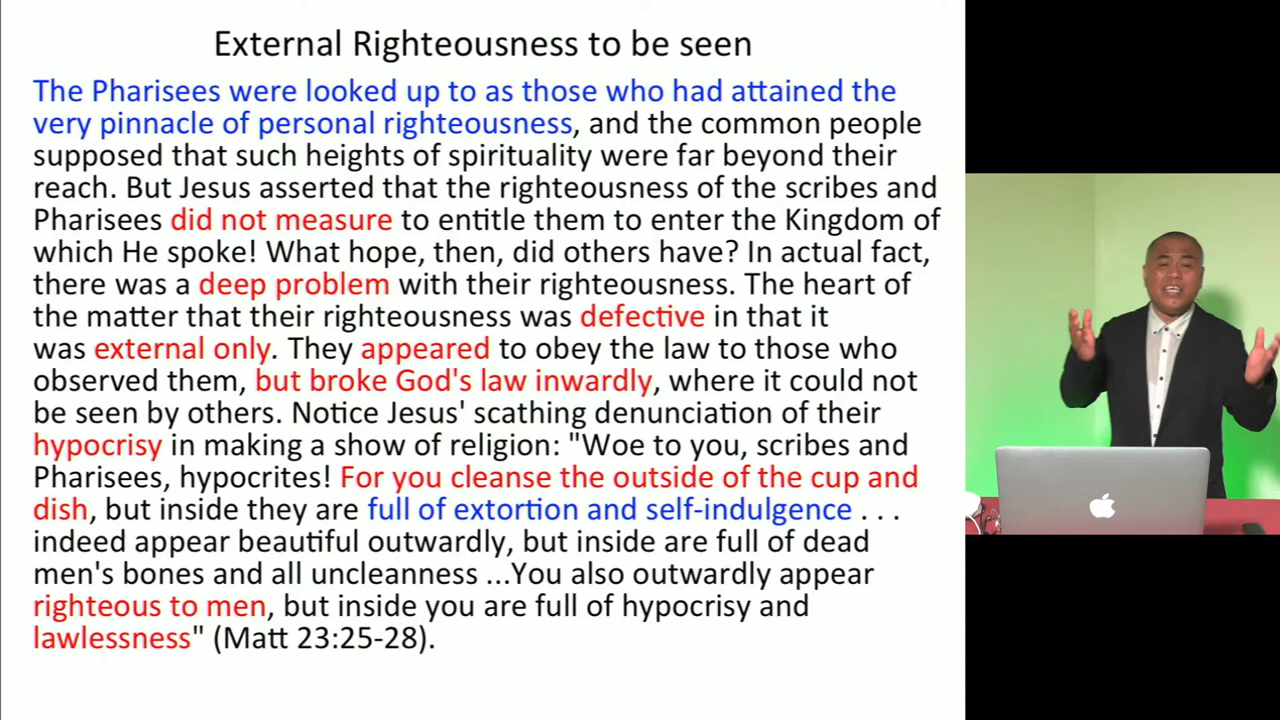 External Righteousness to be seen
The Pharisees were looked up to as those who had attained the
very pinnacle of personal righteousness, and the common people
supposed that such heights of spirituality were far beyond their
reach. But Jesus asserted that the righteousness of the scribes and
Pharisees did not measure to entitle them to enter the Kingdom of
which He spoke! What hope, then, did others have? In actual fact,
there was a deep problem with their righteousness. The heart of
the matter that their righteousness was defective in that it
was external only. They appeared to obey the law to those who
observed them, but broke God's law inwardly, where it could not
be seen by others. Notice Jesus' scathing denunciation of their
hypocrisy in making a show of religion: "Woe to you, scribes and
Pharisees, hypocrites! For you cleanse the outside of the cup and
dish, but inside they are full of extortion and self-indulgence . . .
indeed appear beautiful outwardly, but inside are full of dead
men's bones and all uncleanness ...You also outwardly appear
righteous to men, but inside you are full of hypocrisy and
lawlessness" (Matt 23:25-28).